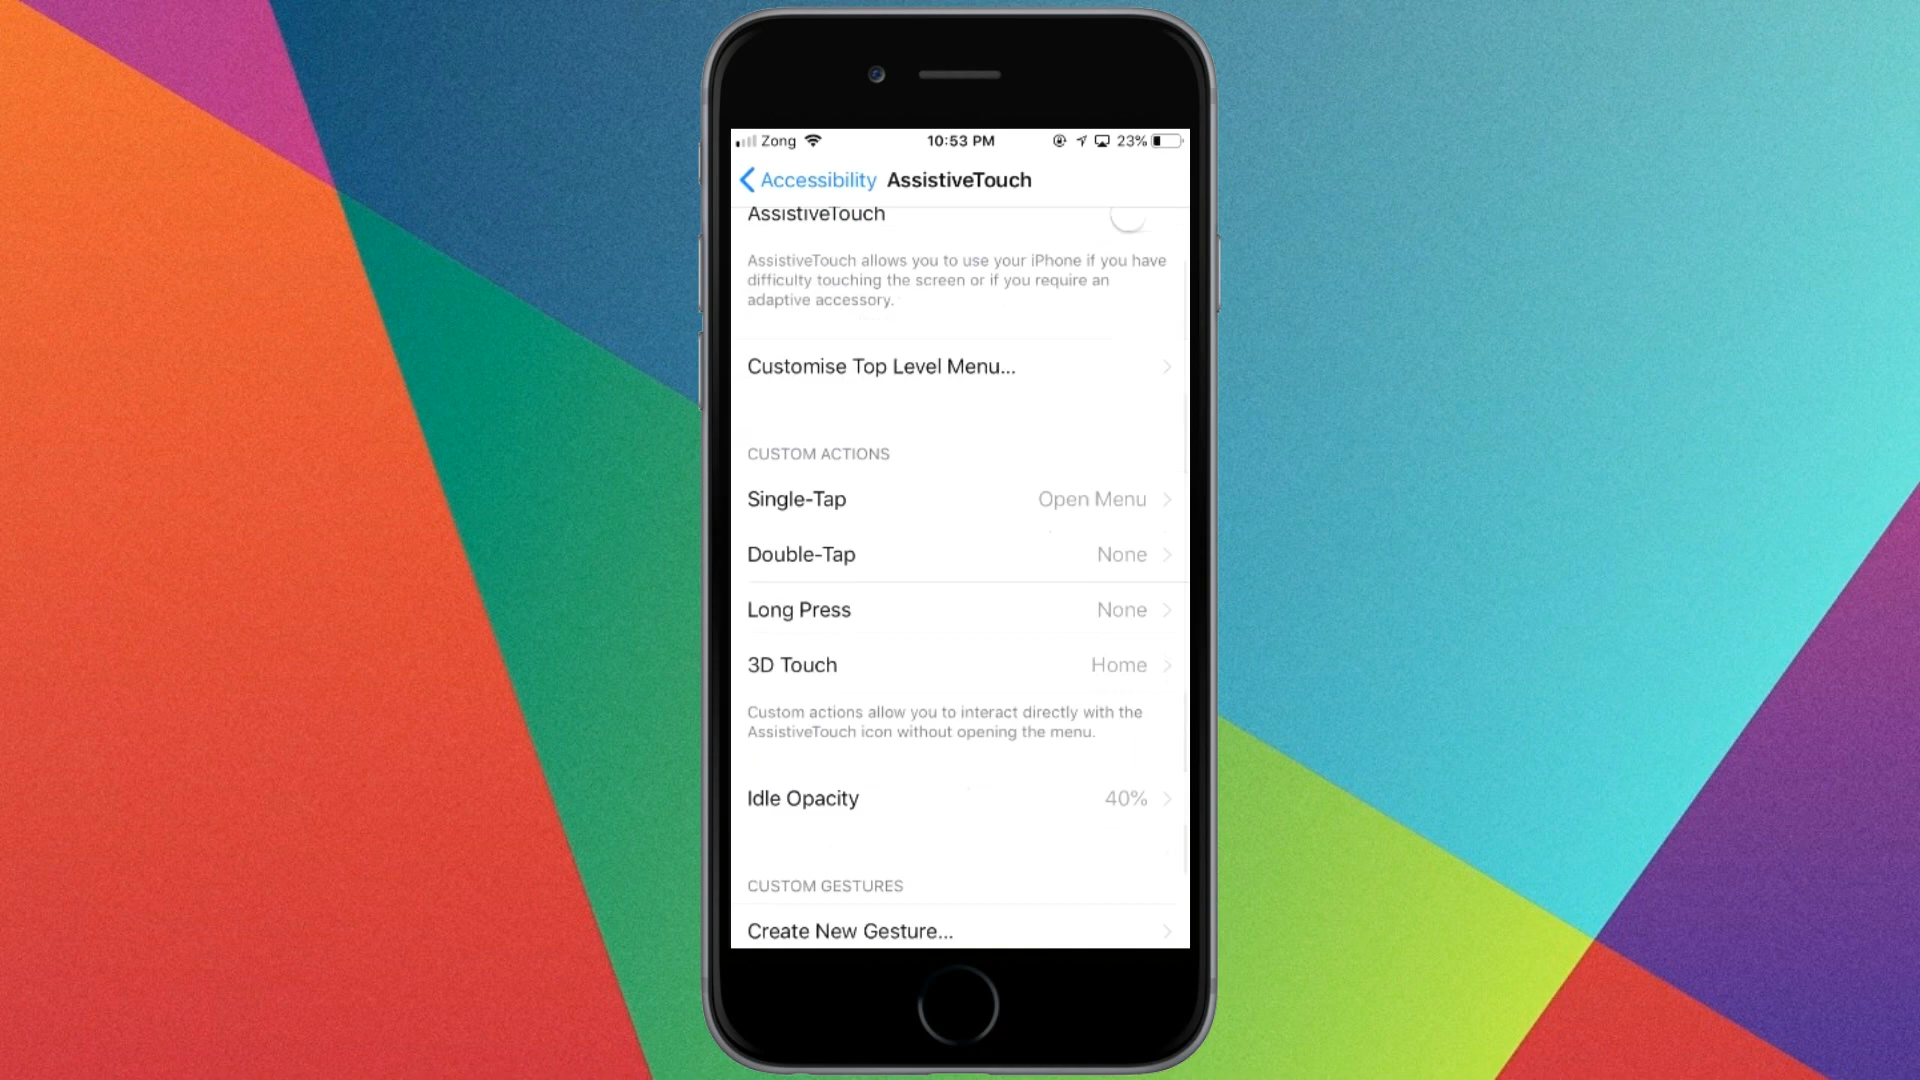 Zong 10:53 PM 23%
Accessibility AssistiveTouch
AssistiveTouch
AssistiveTouch allows you to use your iPhone if you have
difficulty touching the screen or if you require an
adaptive accessory.
Customise Top Level Menu...
CUSTOM ACTIONS
Single-Tap Open Menu
Double-Tap None
Long Press None
3D Touch Home
Custom actions allow you to interact directly with the
AssistiveTouch icon without opening the menu.
Idle Opacity 40%
CUSTOM GESTURES
Create New Gesture...